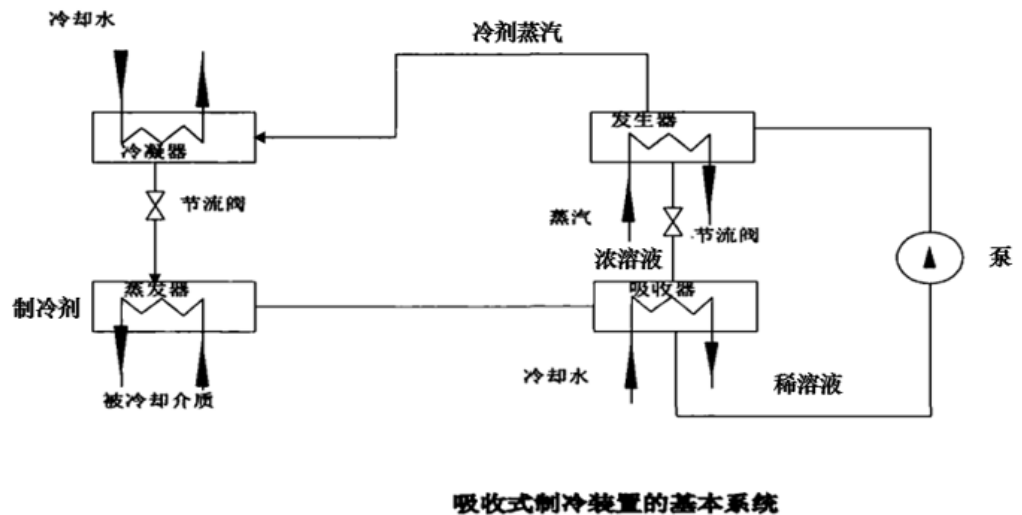 冷却水
冷剂蒸汽
发生器
冷凝器
节流阀
蒸汽
节流阀
浓溶液
泵
制冷剂
蒸发器
吸收器
冷却水
稀溶液
被冷却介质
吸收式制冷装置的基本系统